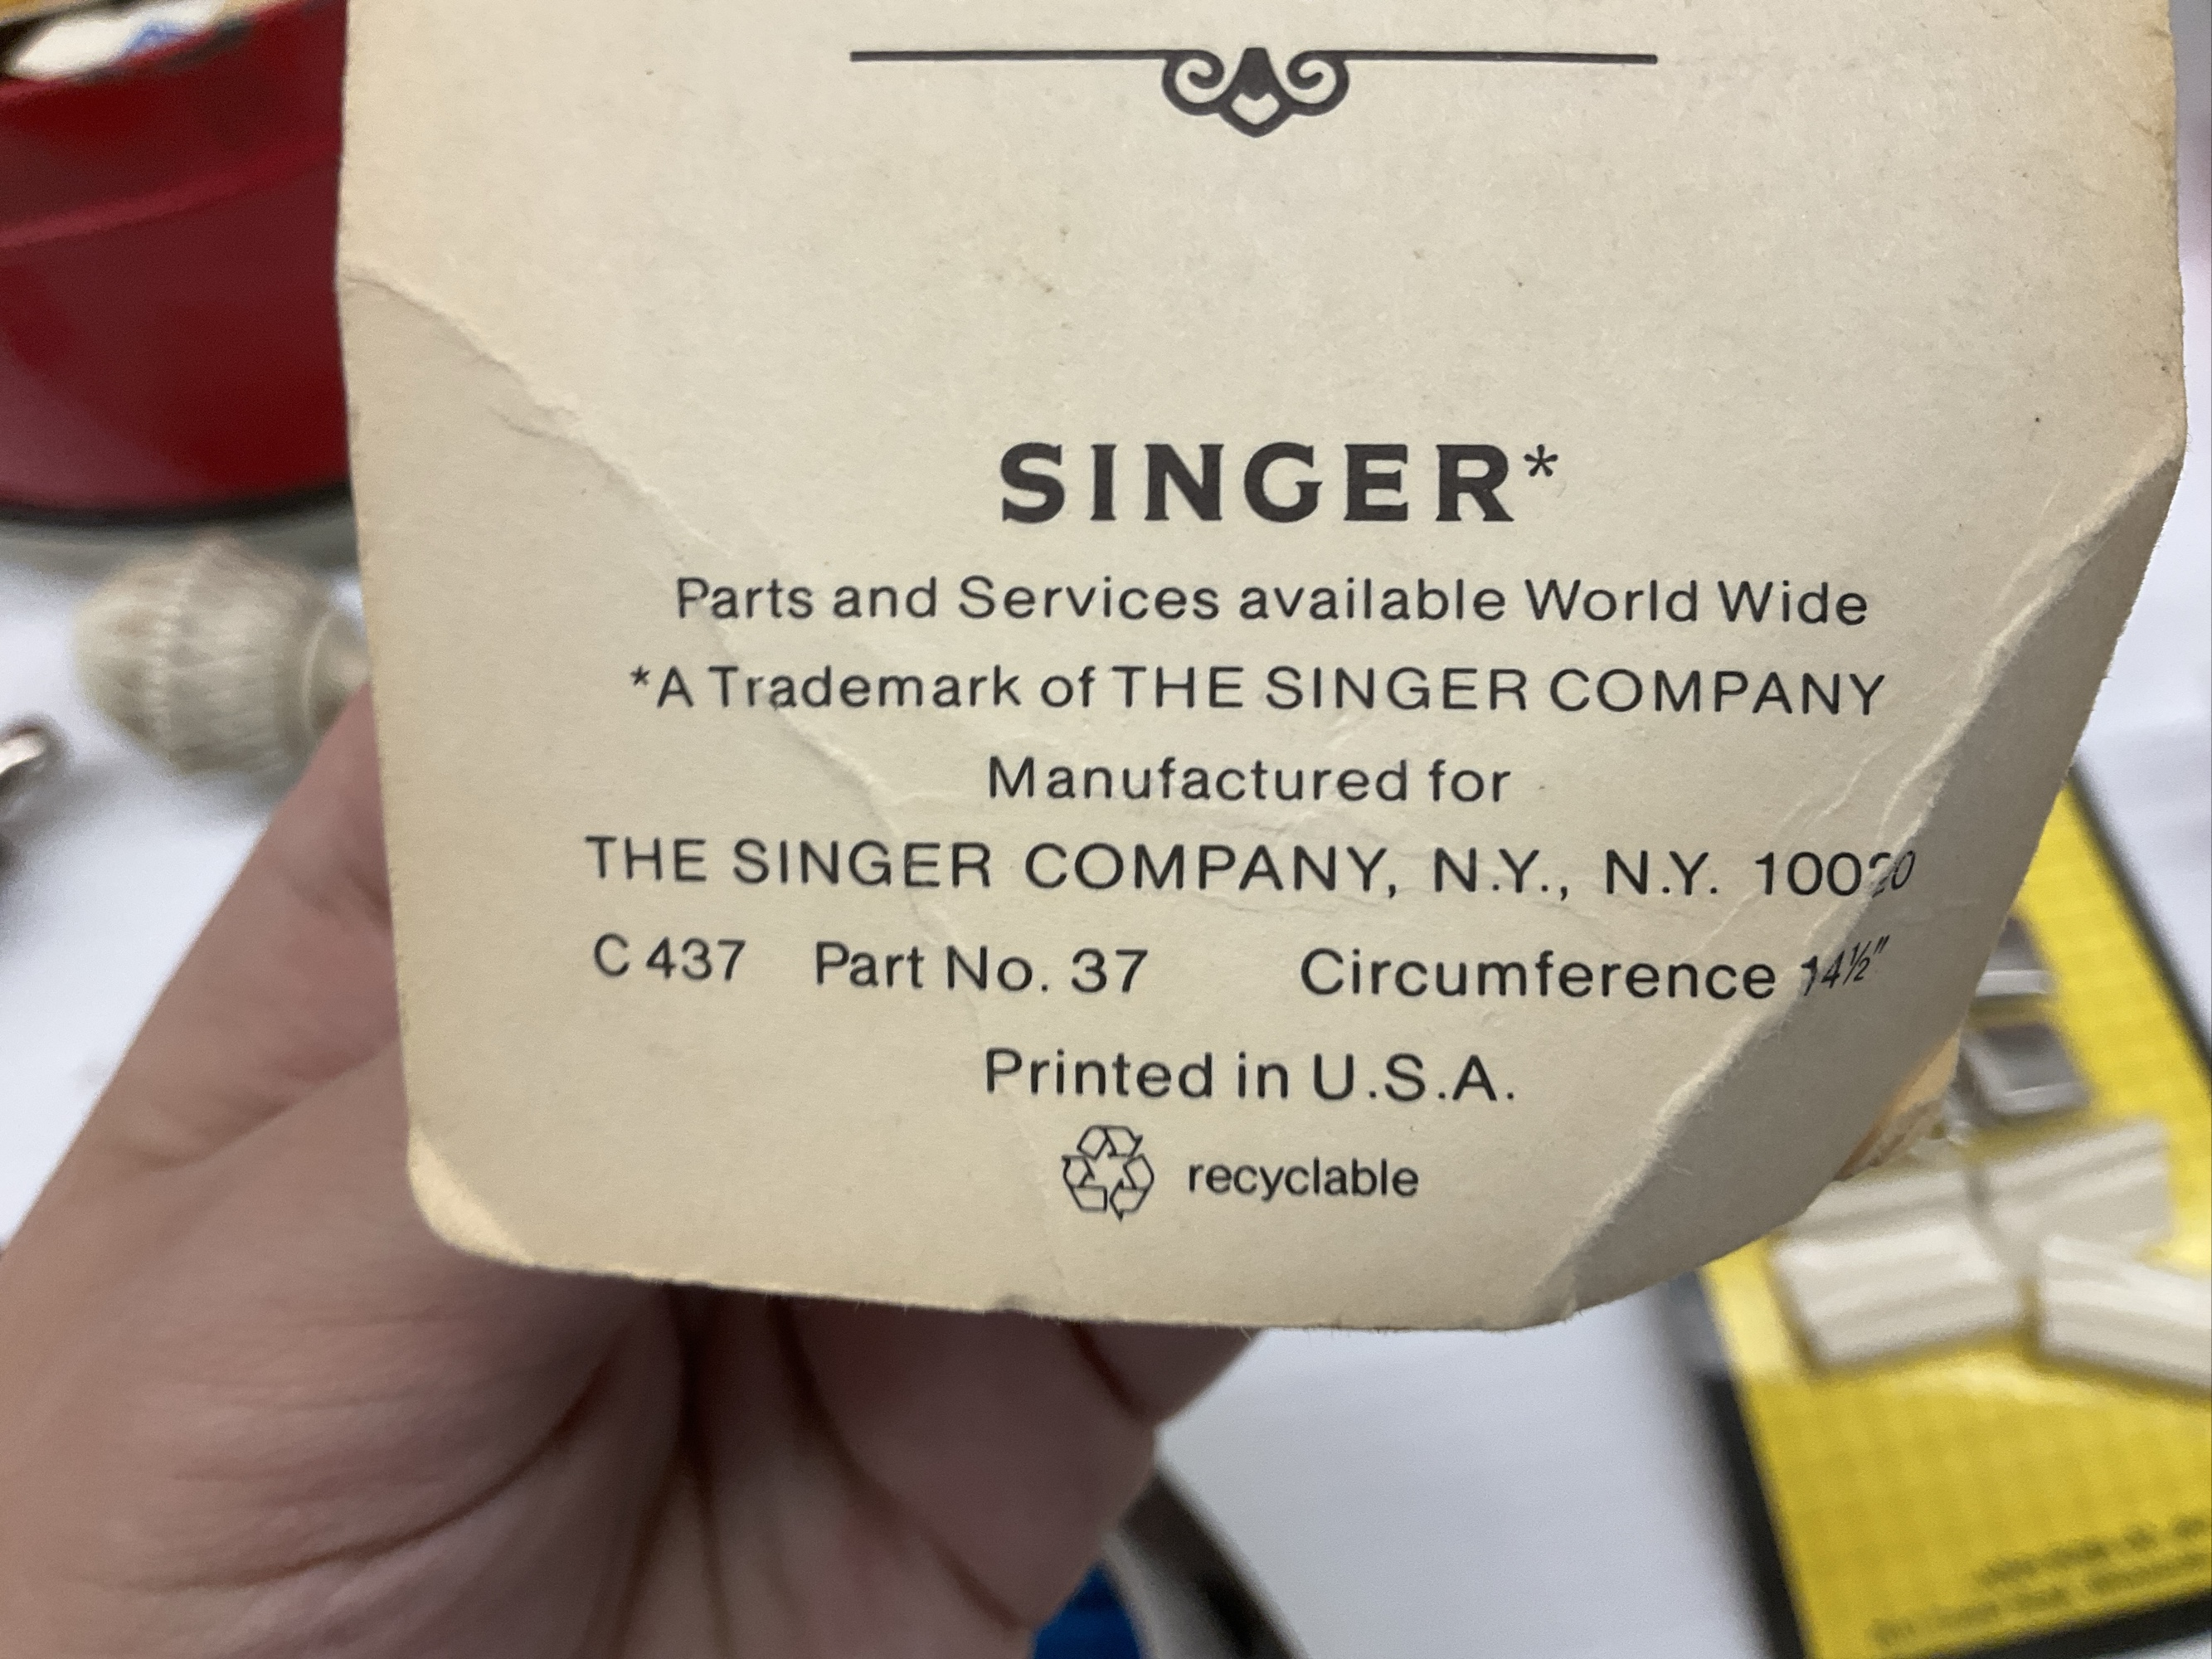 SINGER*
Parts and Services available World Wide
*A Trademark of THE SINGER COMPANY
Manufactured for
THE SINGER COMPANY, N.Y., N.Y. 10020
C 437 Part No. 37 Circumference 14½"
Printed in U.S.A.
recyclable